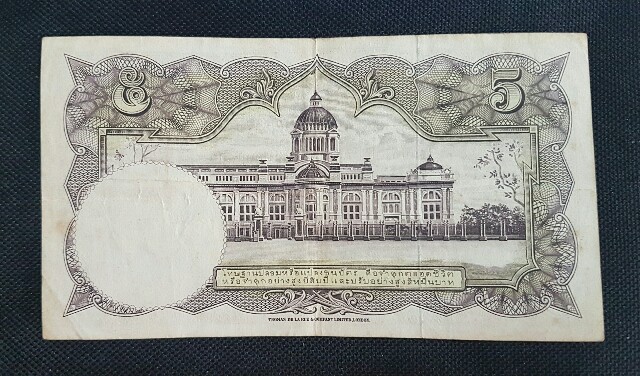 ๕ 5
โทษฐานปลอมหรือแปลงธนบัตร คือจำคุกตลอดชีวิต
หรือจำคุกอย่างสูงยี่สิบปี และปรับอย่างสูงสี่หมื่นบาท
THOMAS DE LA RUE & COMPANY LIMITED, LONDON.